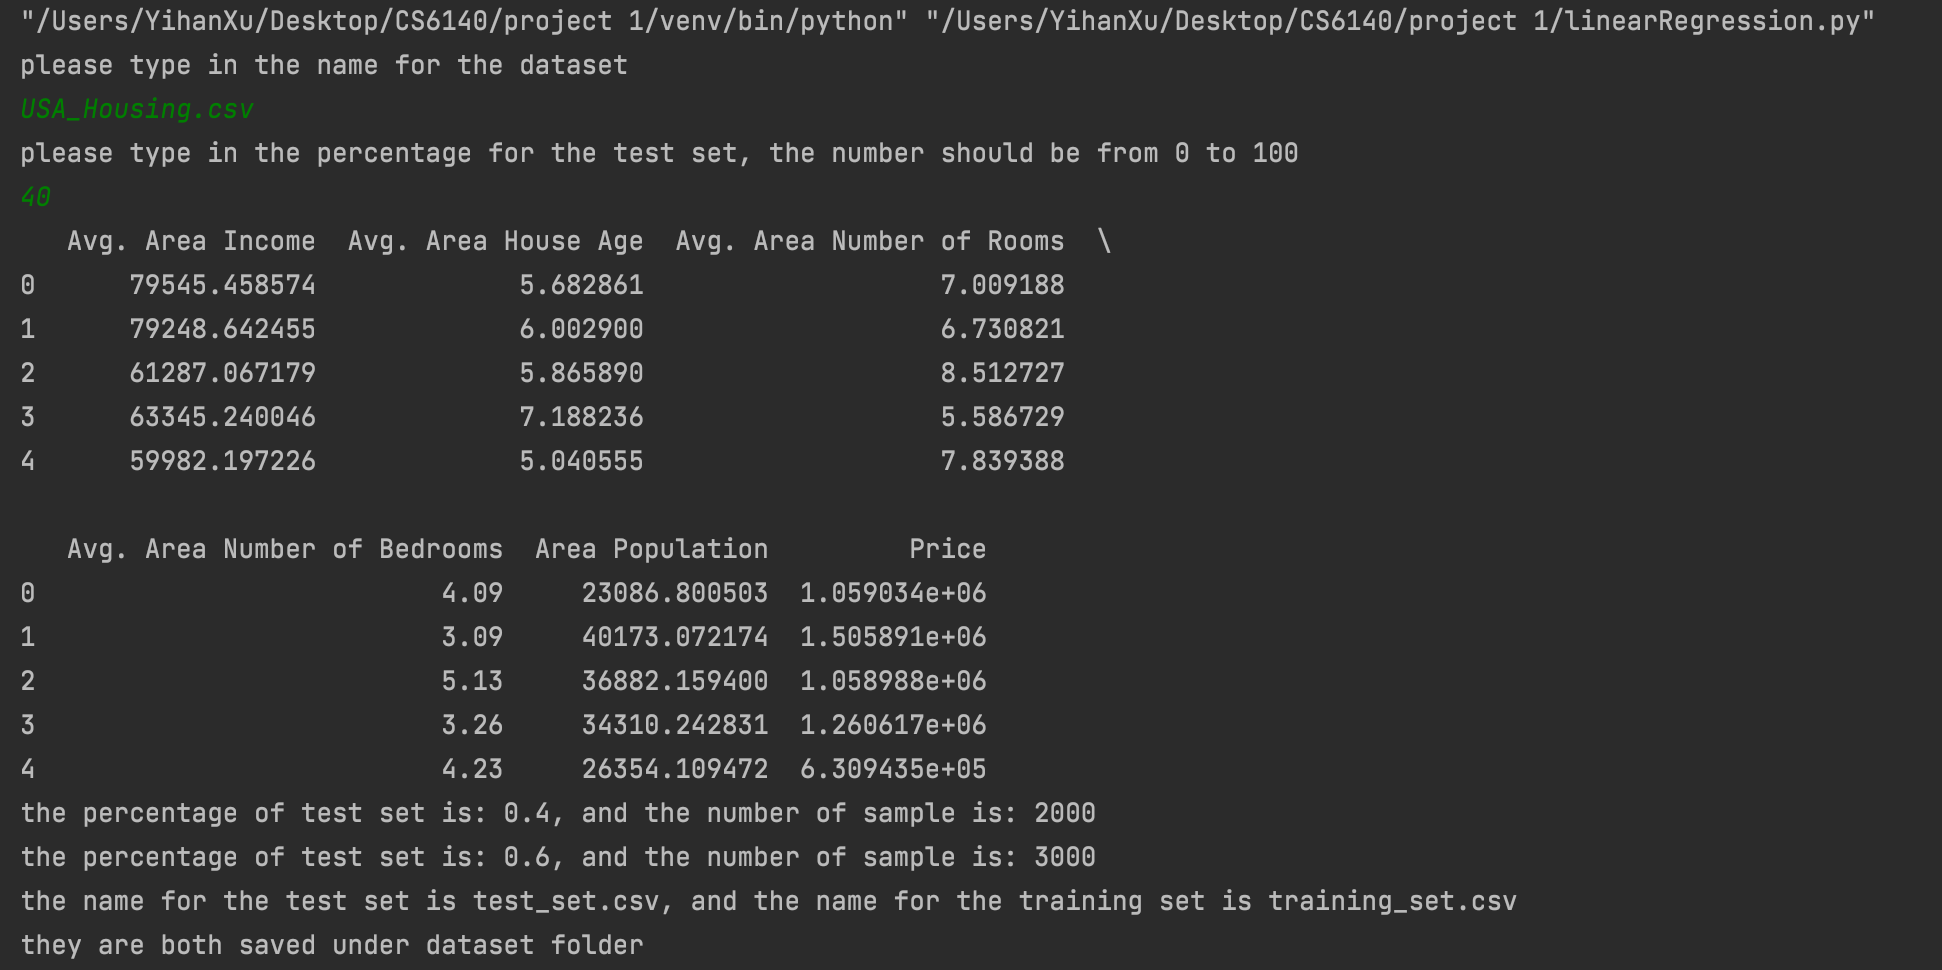 "/Users/YihanXu/Desktop/CS6140/project 1/venv/bin/python" "/Users/YihanXu/Desktop/CS6140/project 1/linearRegression.py"
please type in the name for the dataset
USA_Housing.csv
please type in the percentage for the test set, the number should be from 0 to 100
40
   Avg. Area Income  Avg. Area House Age  Avg. Area Number of Rooms  \
0      79545.458574             5.682861                   7.009188
1      79248.642455             6.002900                   6.730821
2      61287.067179             5.865890                   8.512727
3      63345.240046             7.188236                   5.586729
4      59982.197226             5.040555                   7.839388
   Avg. Area Number of Bedrooms  Area Population         Price
0                          4.09     23086.800503  1.059034e+06
1                          3.09     40173.072174  1.505891e+06
2                          5.13     36882.159400  1.058988e+06
3                          3.26     34310.242831  1.260617e+06
4                          4.23     26354.109472  6.309435e+05
the percentage of test set is: 0.4, and the number of sample is: 2000
the percentage of test set is: 0.6, and the number of sample is: 3000
the name for the test set is test_set.csv, and the name for the training set is training_set.csv
they are both saved under dataset folder